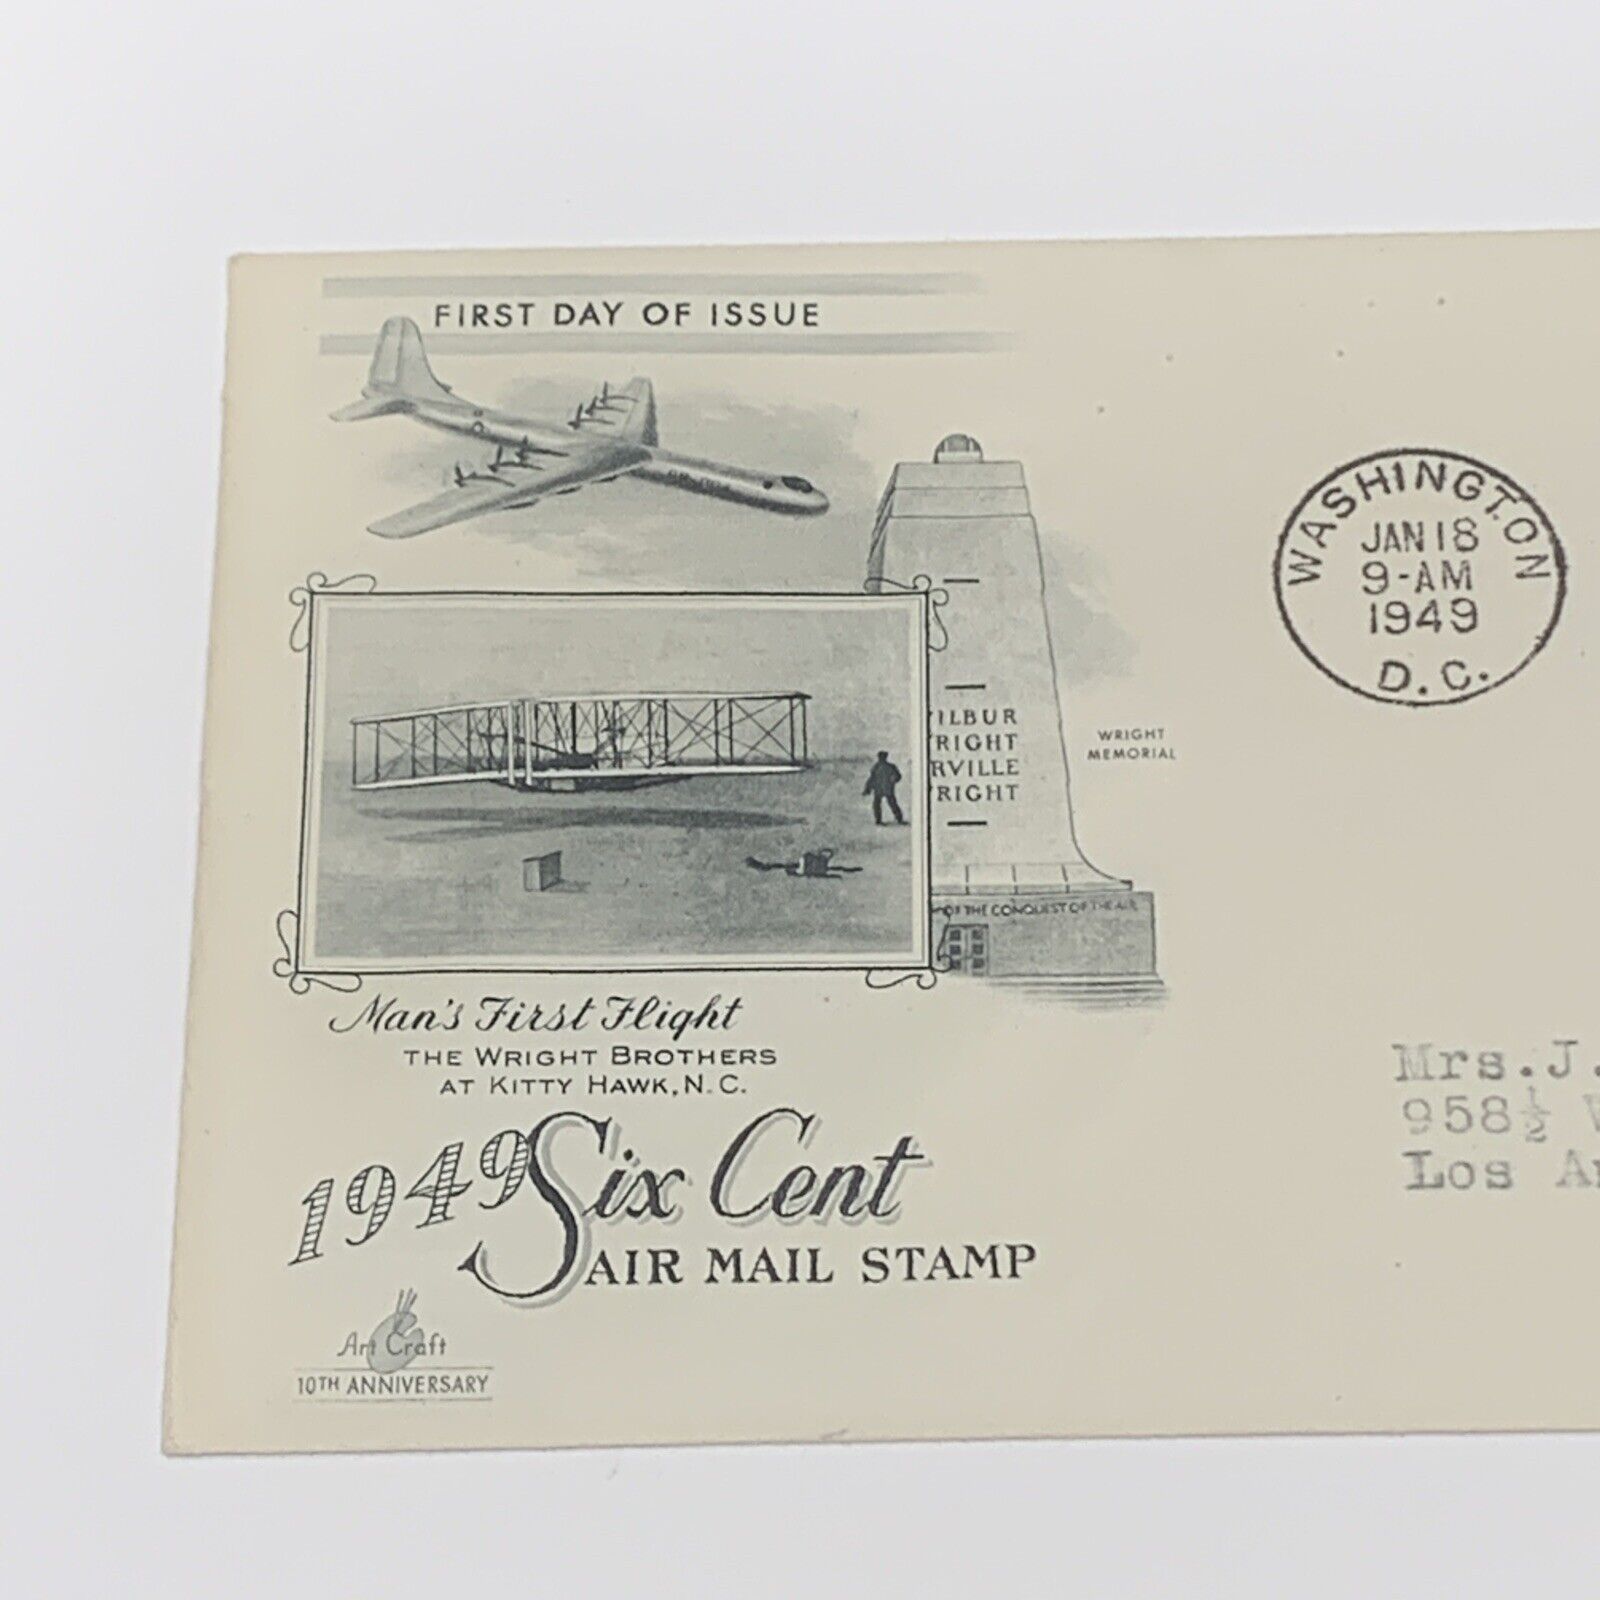 FIRST DAY OF ISSUE
WASHINGTON
JAN 18
9-AM
1949
D.C.
ILBUR
RIGHT
RVILLE
RIGHT
WRIGHT
MEMORIAL
OF THE CONQUEST OF THE AIR
Man's First Flight
THE WRIGHT BROTHERS
AT KITTY HAWK, N.C.
1949 Six Cent
AIR MAIL STAMP
Art Craft
10TH ANNIVERSARY
Mrs.J.
958½
Los